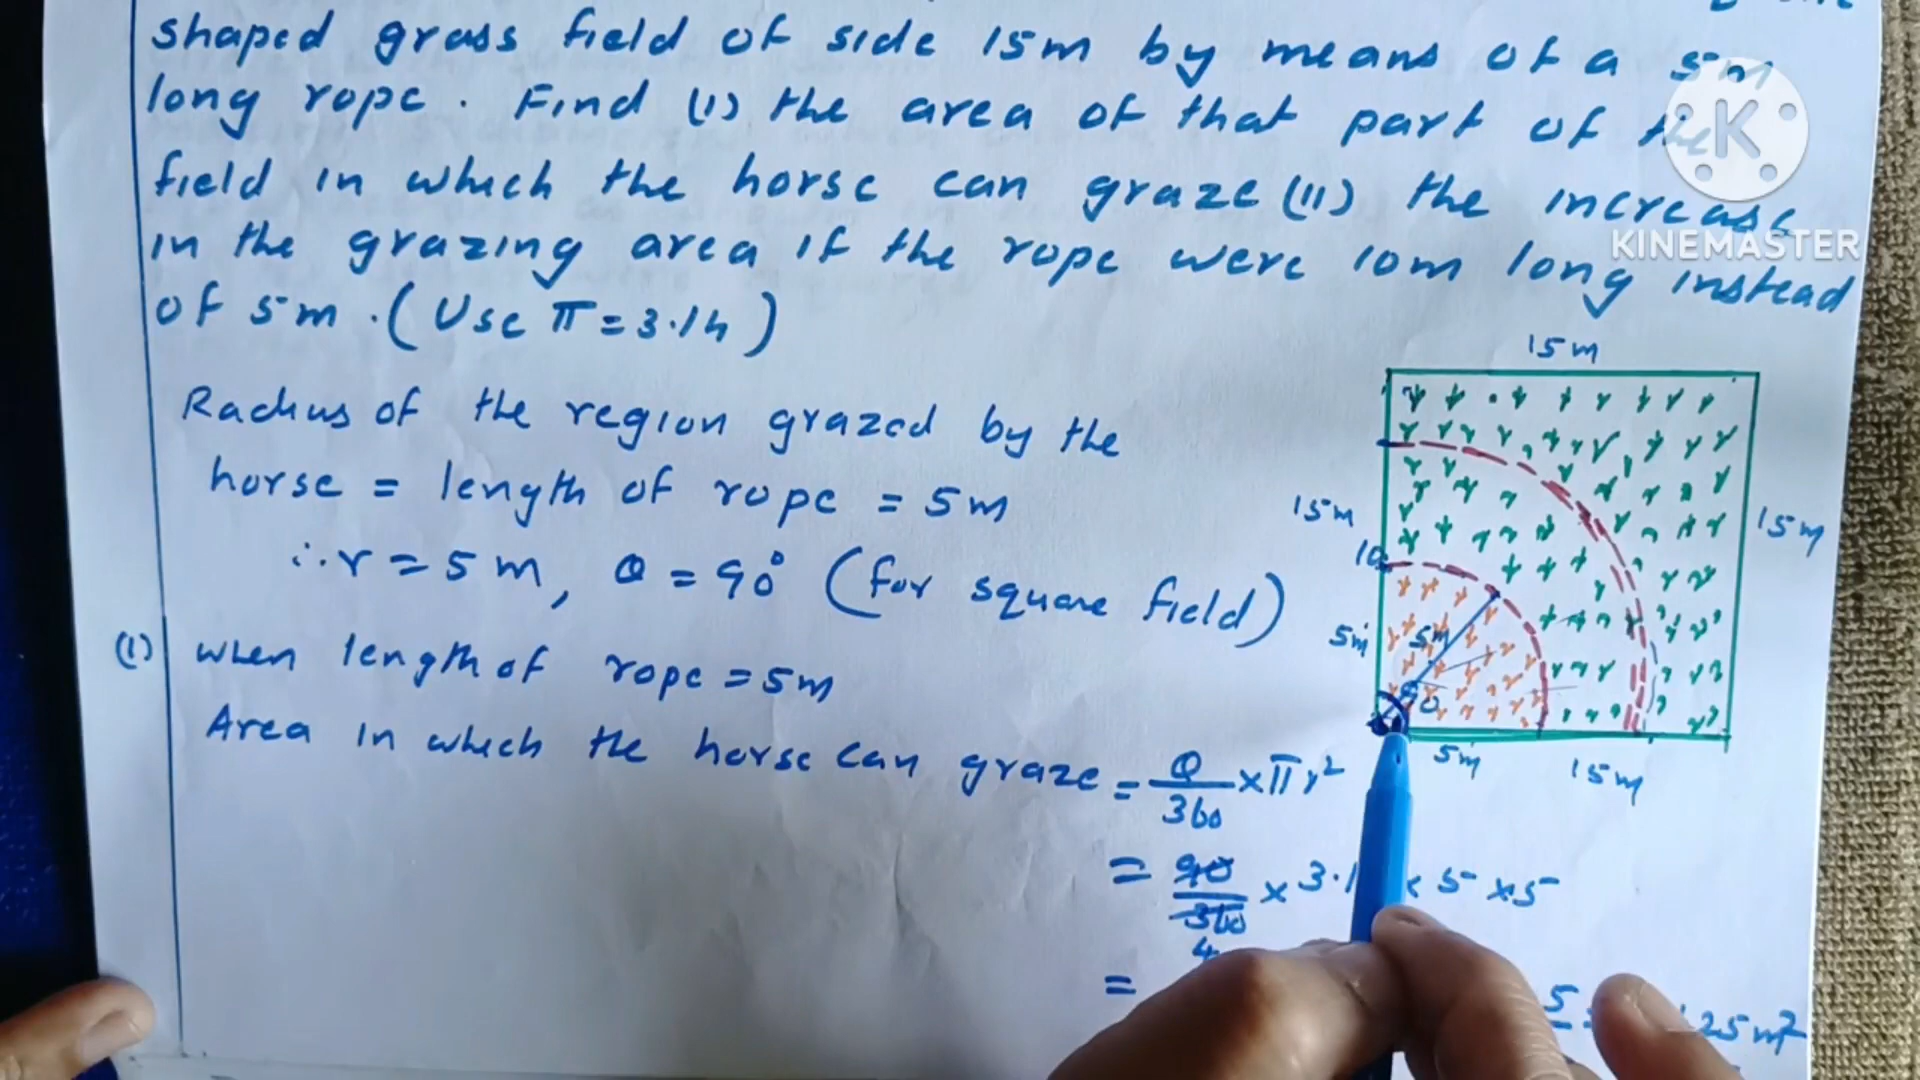 shaped grass field of side 15m by means of a 5m
long rope. Find (i) the area of that part of the
field in which the horse can graze (ii) the increase
in the grazing area if the rope were 10m long instead
of 5m. (Use π = 3.14)
Radius of the region grazed by the
horse = length of rope = 5m
∴ r = 5m, θ = 90° (for square field)
(i) when length of rope = 5m
Area in which the horse can graze = θ/360 × πr²
= 90/360 × 3.1 × 5 × 5
4
=
5
25 m²
15m
15m
15m
10
5m
5m
90
5m
15m
K
KINEMASTER